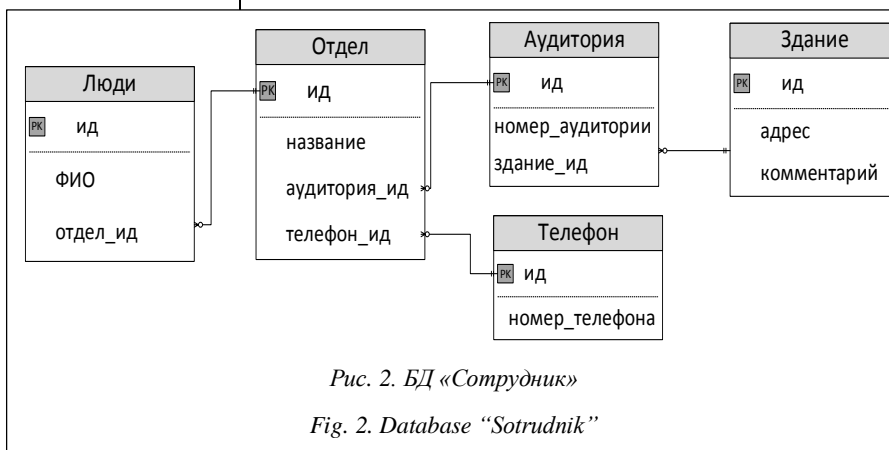 Люди
PK ид
ФИО
отдел_ид
Отдел
PK ид
название
аудитория_ид
телефон_ид
Аудитория
PK ид
номер_аудитории
здание_ид
Здание
PK ид
адрес
комментарий
Телефон
PK ид
номер_телефона
Рис. 2. БД «Сотрудник»
Fig. 2. Database “Sotrudnik”